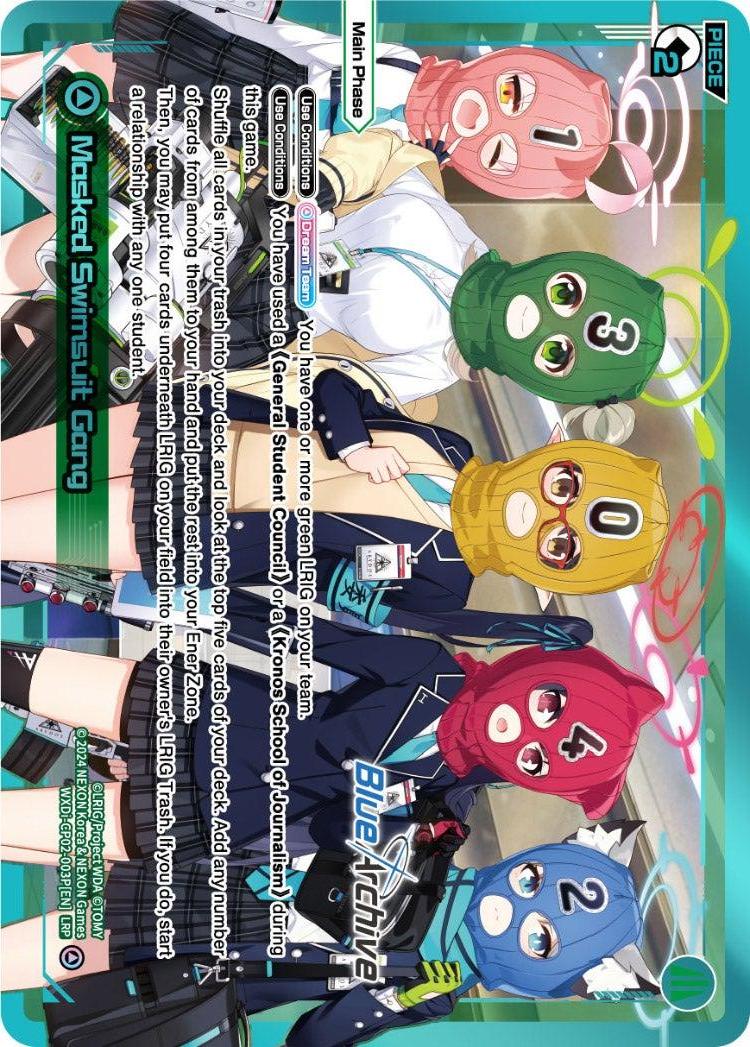 PIECE
2
Main Phase
1
3
0
4
2
Blue Archive
Use Conditions Dream Team You have one or more green LRIG on your team.
Use Conditions You have used a 《General Student Council》 or a 《Kronos School of Journalism》 during
this game.
Shuffle all cards in your trash into your deck and look at the top five cards of your deck. Add any number
of cards from among them to your hand and put the rest into your Ener Zone.
Then, you may put four cards underneath LRIG on your field into their owner's LRIG Trash. If you do, start
a relationship with any one student.
Masked Swimsuit Gang
©LRIG/Project WDA ©TOMY
© 2024 NEXON Korea & NEXON Games
WXDi-CP02-003P[EN] LRP